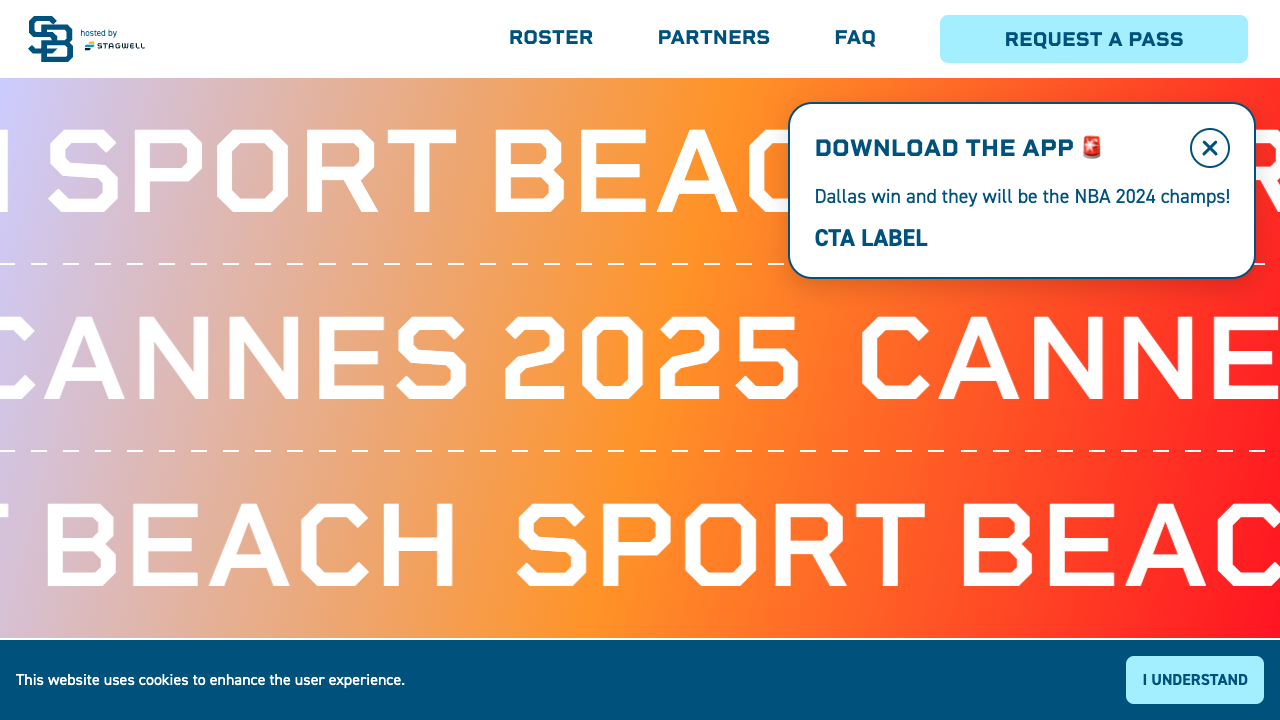 SB
hosted by
STAGWELL
ROSTER
PARTNERS
FAQ
REQUEST A PASS
H SPORT BEAC
DOWNLOAD THE APP 🚨
Dallas win and they will be the NBA 2024 champs!
CTA LABEL
CANNES 2025 CANNE
T BEACH SPORT BEAC
This website uses cookies to enhance the user experience.
I UNDERSTAND